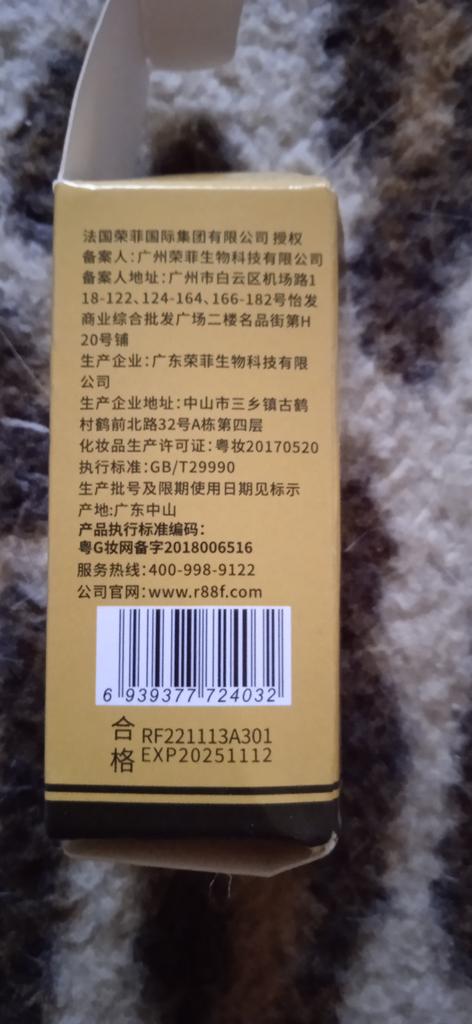 法国荣菲国际集团有限公司 授权
备案人:广州荣菲生物科技有限公司
备案人地址:广州市白云区机场路1
18-122、124-164、166-182号怡发
商业综合批发广场二楼名品街第H
20号铺
生产企业:广东荣菲生物科技有限
公司
生产企业地址:中山市三乡镇古鹤
村鹤前北路32号A栋第四层
化妆品生产许可证:粤妆20170520
执行标准:GB/T29990
生产批号及限期使用日期见标示
产地:广东中山
产品执行标准编码:
粤G妆网备字2018006516
服务热线:400-998-9122
公司官网:www.r88f.com
6 939377 724032
合格
RF221113A301
EXP20251112